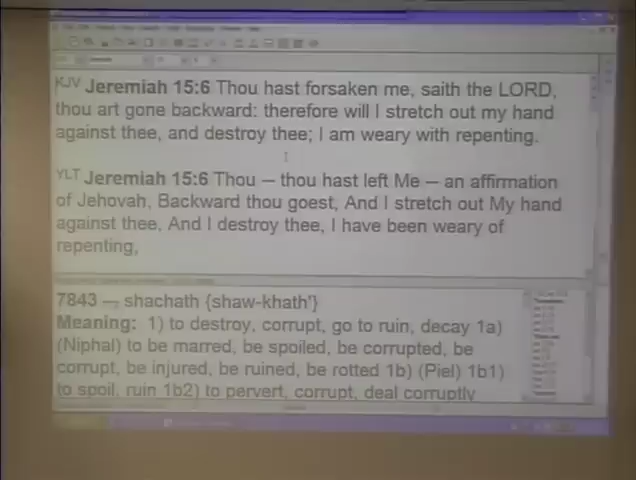 KJV Jeremiah 15:6 Thou hast forsaken me, saith the LORD,
thou art gone backward: therefore will I stretch out my hand
against thee, and destroy thee; I am weary with repenting.
YLT Jeremiah 15:6 Thou — thou hast left Me — an affirmation
of Jehovah, Backward thou goest, And I stretch out My hand
against thee, And I destroy thee, I have been weary of
repenting,
7843 — shachath {shaw-khath'}
Meaning: 1) to destroy, corrupt, go to ruin, decay 1a)
(Niphal) to be marred, be spoiled, be corrupted, be
corrupt, be injured, be ruined, be rotted 1b) (Piel) 1b1)
to spoil, ruin 1b2) to pervert, corrupt, deal corruptly